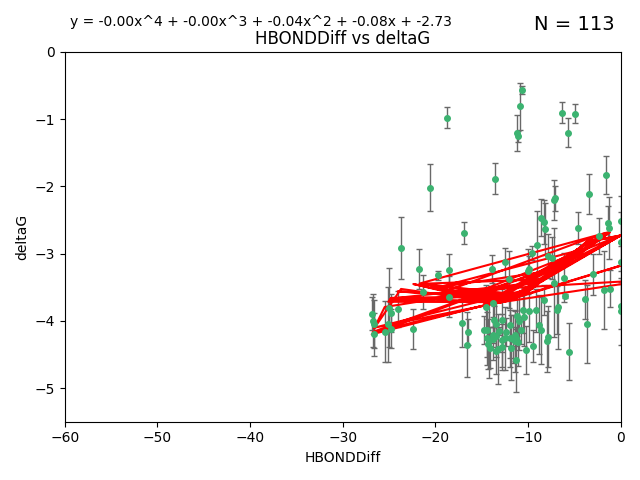 y = -0.00x^4 + -0.00x^3 + -0.04x^2 + -0.08x + -2.73
N = 113
HBONDDiff vs deltaG
deltaG
0
−1
−2
−3
−4
−5
−60 −50 −40 −30 −20 −10 0
HBONDDiff